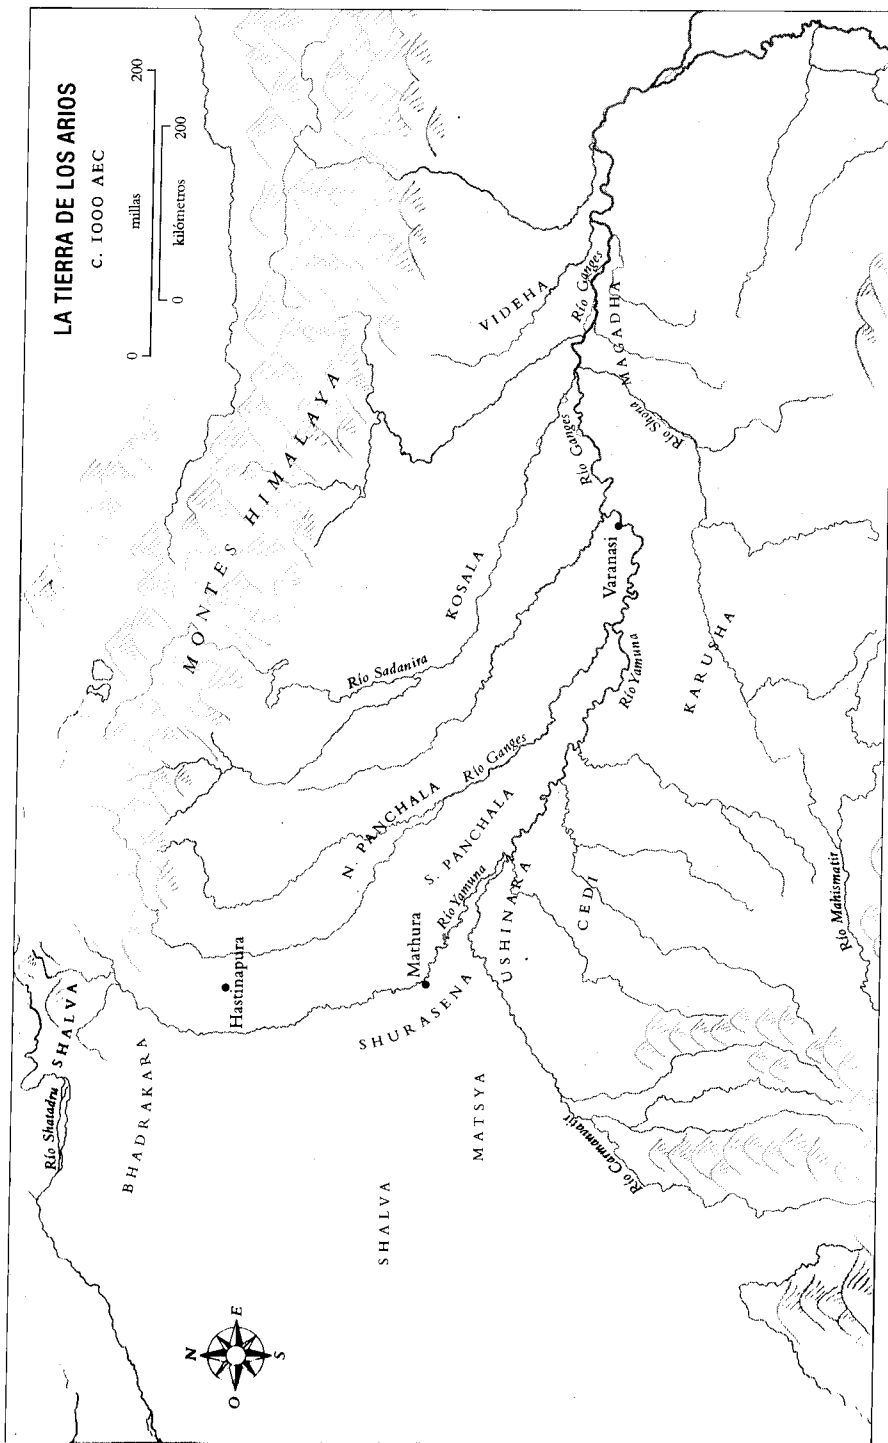 LA TIERRA DE LOS ARIOS
C. 1000 AEC
millas
0
200
0
200
kilómetros
MONTES HIMALAYA
Río Shatadru
SHALVA
BHADRAKARA
Hastinapura
SHALVA
MATSYA
SHURASENA
Mathura
Río Yamuna
USHINARA
CEDI
N. PANCHALA
S. PANCHALA
Río Ganges
Río Sadanira
KOSALA
VIDEHA
Río Ganges
Río Ganges
MAGADHA
Río Shona
Varanasi
Río Yamuna
KARUSHA
Río Mahismatir
Río Carmanvatir
N
E
S
O